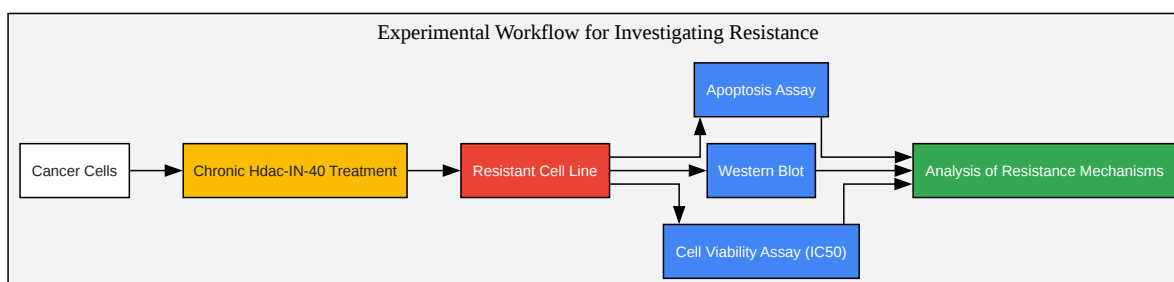 Experimental Workflow for Investigating Resistance
Cancer Cells
Chronic Hdac-IN-40 Treatment
Resistant Cell Line
Apoptosis Assay
Western Blot
Cell Viability Assay (IC50)
Analysis of Resistance Mechanisms